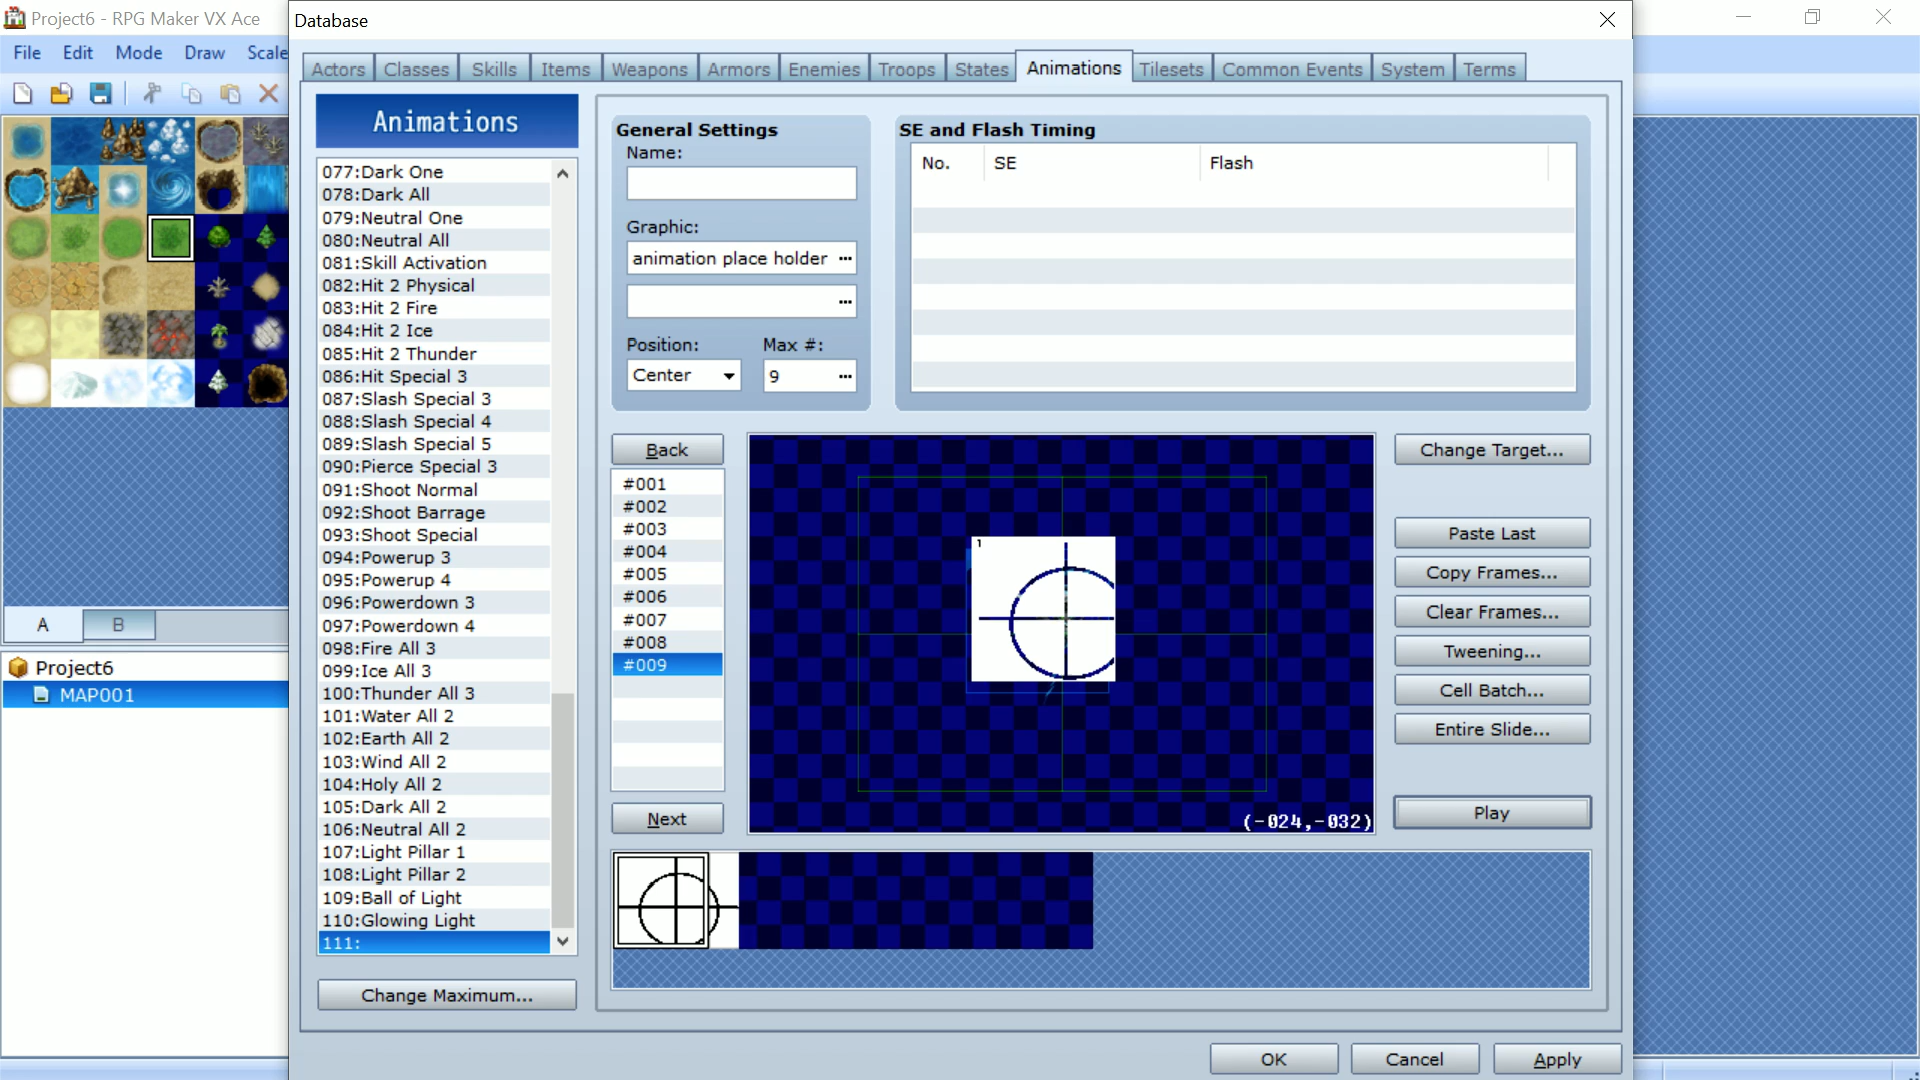 Project6 - RPG Maker VX Ace
File Edit Mode Draw Scale
A B
Project6
MAP001
Database
Actors Classes Skills Items Weapons Armors Enemies Troops States Animations Tilesets Common Events System Terms
Animations
077:Dark One
078:Dark All
079:Neutral One
080:Neutral All
081:Skill Activation
082:Hit 2 Physical
083:Hit 2 Fire
084:Hit 2 Ice
085:Hit 2 Thunder
086:Hit Special 3
087:Slash Special 3
088:Slash Special 4
089:Slash Special 5
090:Pierce Special 3
091:Shoot Normal
092:Shoot Barrage
093:Shoot Special
094:Powerup 3
095:Powerup 4
096:Powerdown 3
097:Powerdown 4
098:Fire All 3
099:Ice All 3
100:Thunder All 3
101:Water All 2
102:Earth All 2
103:Wind All 2
104:Holy All 2
105:Dark All 2
106:Neutral All 2
107:Light Pillar 1
108:Light Pillar 2
109:Ball of Light
110:Glowing Light
111:
Change Maximum...
General Settings
Name:
Graphic:
animation place holder ...
...
Position: Max #:
Center 9 ...
SE and Flash Timing
No. SE Flash
Back
#001
#002
#003
#004
#005
#006
#007
#008
#009
Next
1
(-024,-032)
Change Target...
Paste Last
Copy Frames...
Clear Frames...
Tweening...
Cell Batch...
Entire Slide...
Play
OK Cancel Apply